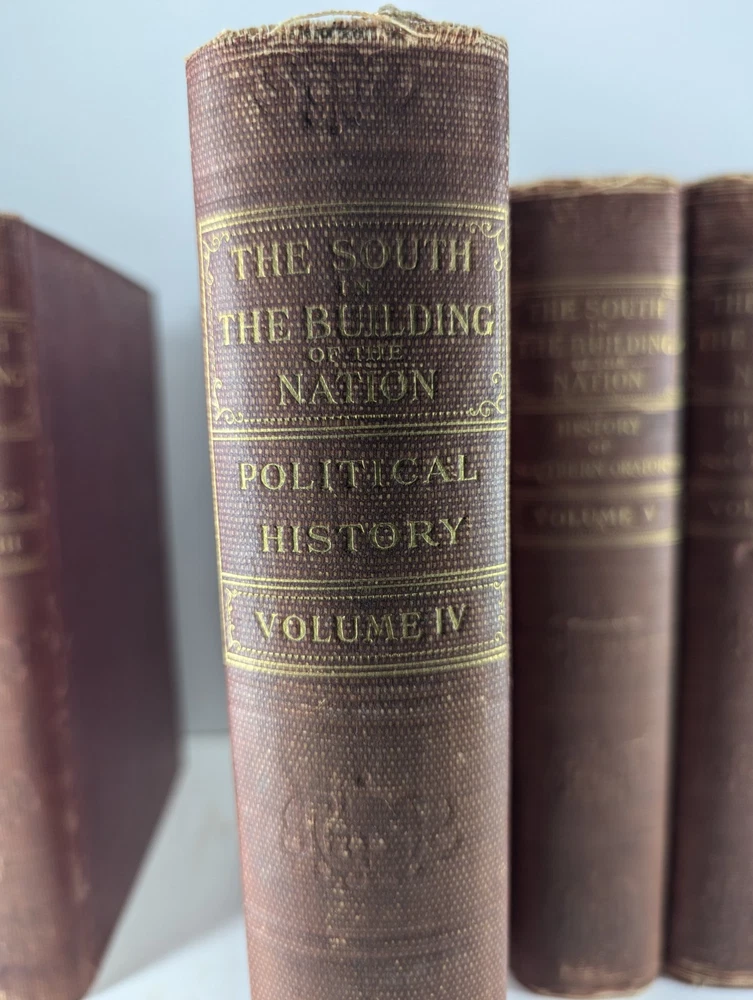 THE SOUTH
IN
THE BUILDING
OF THE
NATION
POLITICAL
HISTORY
VOLUME IV
THE SOUTH
IN
THE BUILDING
OF THE
NATION
HISTORY
OF
SOUTHERN ORATORY
VOLUME V
III